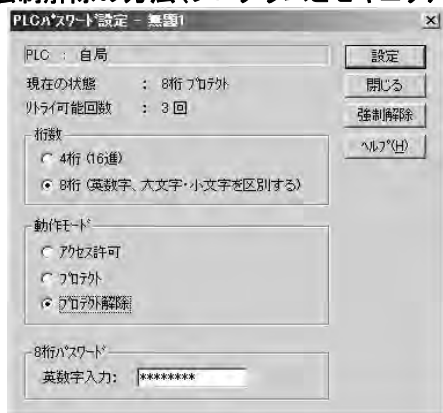 PLCパスワード設定 - 無題1
PLC : 自局
設定
現在の状態 : 8桁 プロテクト
閉じる
リトライ可能回数 : 3 回
強制解除
桁数
ヘルプ(H)
4桁 (16進)
8桁 (英数字、大文字・小文字を区別する)
動作モード
アクセス許可
プロテクト
プロテクト解除
8桁パスワード
英数字入力: ********